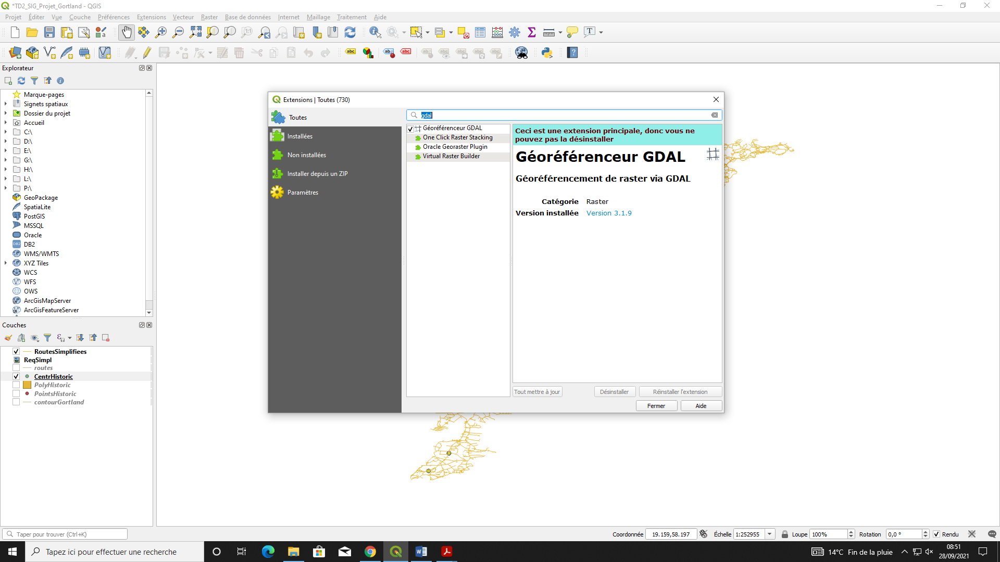 *TD2_SIG_Projet_Gortland - QGIS
Projet Éditer Vue Couche Préférences Extensions Vecteur Raster Base de données Internet Maillage Traitement Aide
Explorateur
Marque-pages
Signets spatiaux
Dossier du projet
Accueil
C:\
D:\
E:\
G:\
H:\
L:\
P:\
GeoPackage
SpatiaLite
PostGIS
MSSQL
Oracle
DB2
WMS/WMTS
XYZ Tiles
WCS
WFS
OWS
ArcGisMapServer
ArcGisFeatureServer
Couches
RoutesSimplifiees
ReqSimpl
routes
CentrHistoric
PolyHistoric
PointsHistoric
contourGortland
Extensions | Toutes (730)
Toutes
Installées
Non installées
Installer depuis un ZIP
Paramètres
gdal
Géoréférenceur GDAL
One Click Raster Stacking
Oracle Georaster Plugin
Virtual Raster Builder
Ceci est une extension principale, donc vous ne
pouvez pas la désinstaller
Géoréférenceur GDAL
Géoréférencement de raster via GDAL
Catégorie Raster
Version installée Version 3.1.9
Tout mettre à jour Désinstaller Réinstaller l'extension
Fermer Aide
Taper pour trouver (Ctrl+K)
Coordonnée 19.159,58.197 Échelle 1:252955 Loupe 100% Rotation 0,0 ° Rendu
Tapez ici pour effectuer une recherche
14°C Fin de la pluie
08:51
28/09/2021